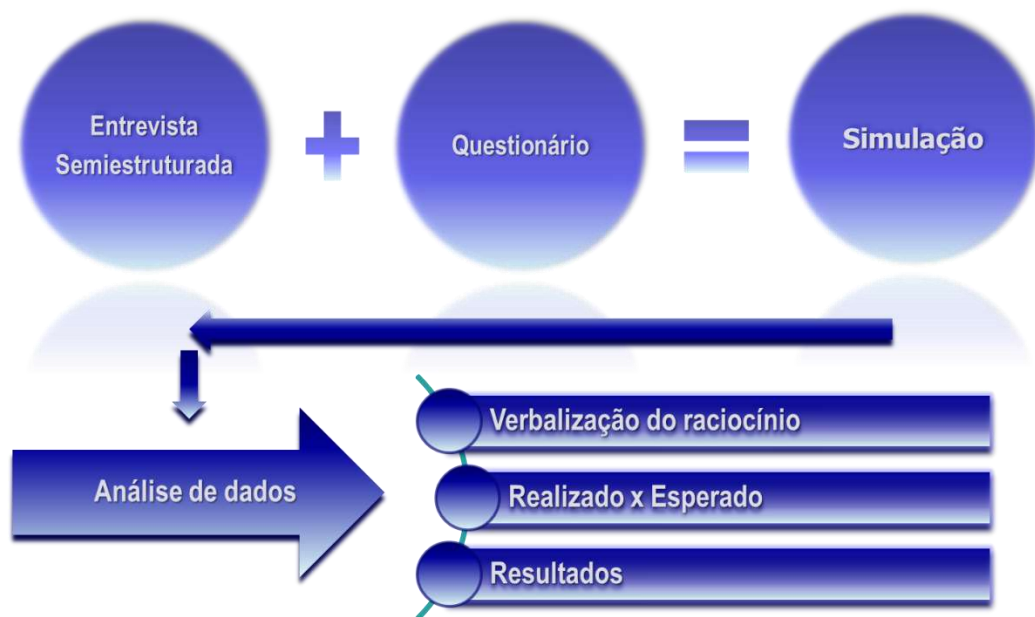 Entrevista
Semiestruturada
+
Questionário
=
Simulação
Análise de dados
Verbalização do raciocínio
Realizado x Esperado
Resultados